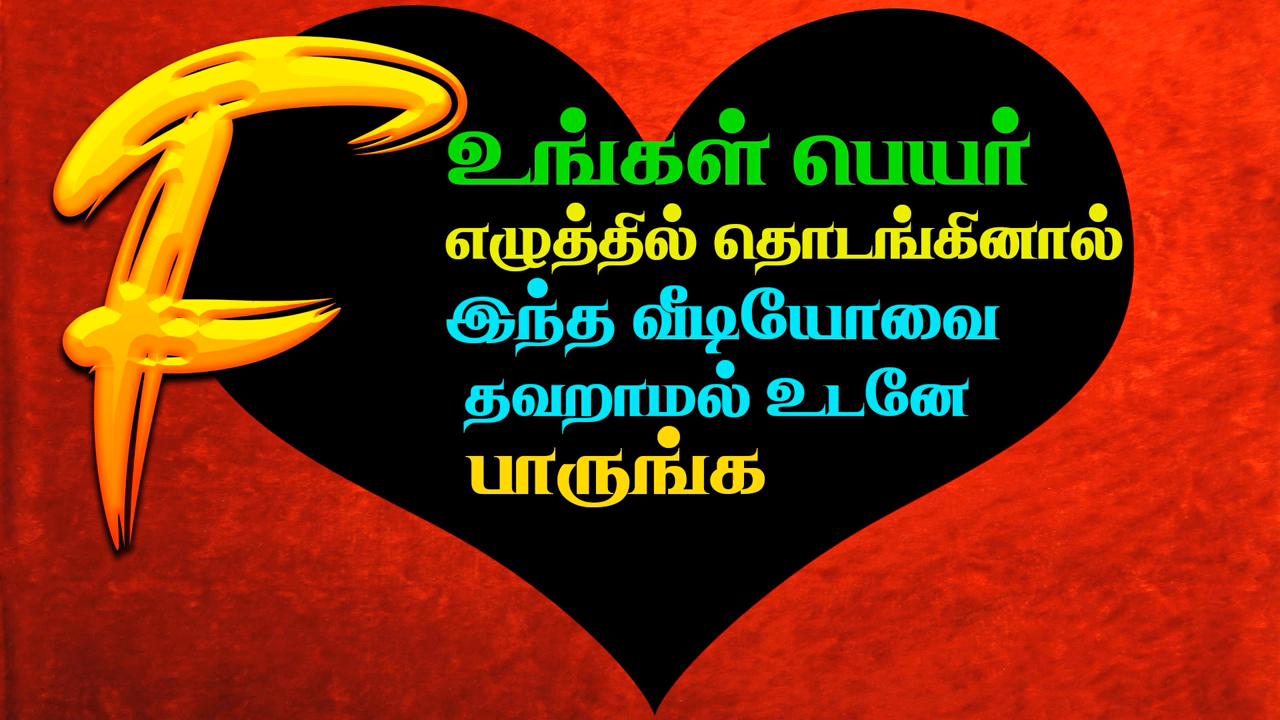 F
உங்கள் பெயர்
எழுத்தில் தொடங்கினால்
இந்த வீடியோவை
தவறாமல் உடனே
பாருங்க